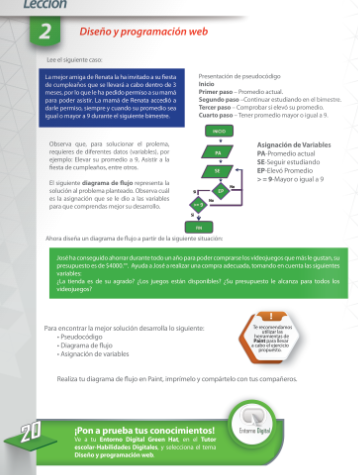 Lección
2
Diseño y programación web
Lee el siguiente caso:
La mejor amiga de Renata la ha invitado a su fiesta
de cumpleaños que se llevará a cabo dentro de 3
meses, por lo que le ha pedido permiso a su mamá
para poder asistir. La mamá de Renata accedió a
darle permiso, siempre y cuando su promedio sea
igual o mayor a 9 durante el siguiente bimestre.
Presentación de pseudocódigo
Inicio
Primer paso – Promedio actual.
Segundo paso –Continuar estudiando en el bimestre.
Tercer paso – Comprobar si elevó su promedio.
Cuarto paso – Tener promedio mayor o igual a 9.
Observa que, para solucionar el problema,
requieres de diferentes datos (variables), por
ejemplo: Elevar su promedio a 9. Asistir a la
fiesta de cumpleaños, entre otros.
El siguiente diagrama de flujo representa la
solución al problema planteado. Observa cuál
es la asignación que se le dio a las variables
para que comprendas mejor su desarrollo.
INICIO
PA
SE
EP
No
Si
>= 9
No
Si
FIN
Asignación de Variables
PA-Promedio actual
SE-Seguir estudiando
EP-Elevó Promedio
> = 9-Mayor o igual a 9
Ahora diseña un diagrama de flujo a partir de la siguiente situación:
José ha conseguido ahorrar durante todo un año para poder comprarse los videojuegos que más le gustan, su
presupuesto es de $4000.°° Ayuda a José a realizar una compra adecuada, tomando en cuenta las siguientes
variables:
¿La tienda es de su agrado? ¿Los juegos están disponibles? ¿Su presupuesto le alcanza para todos los
videojuegos?
Para encontrar la mejor solución desarrolla lo siguiente:
• Pseudocódigo
• Diagrama de flujo
• Asignación de variables
!
Te recomendamos
utilizar las
herramientas de
Paint para llevar
a cabo el ejercicio
propuesto.
Realiza tu diagrama de flujo en Paint, imprímelo y compártelo con tus compañeros.
20
¡Pon a prueba tus conocimientos!
Ve a tu Entorno Digital Green Hat, en el Tutor
escolar-Habilidades Digitales, y selecciona el tema
Diseño y programación web.
Entorno Digital